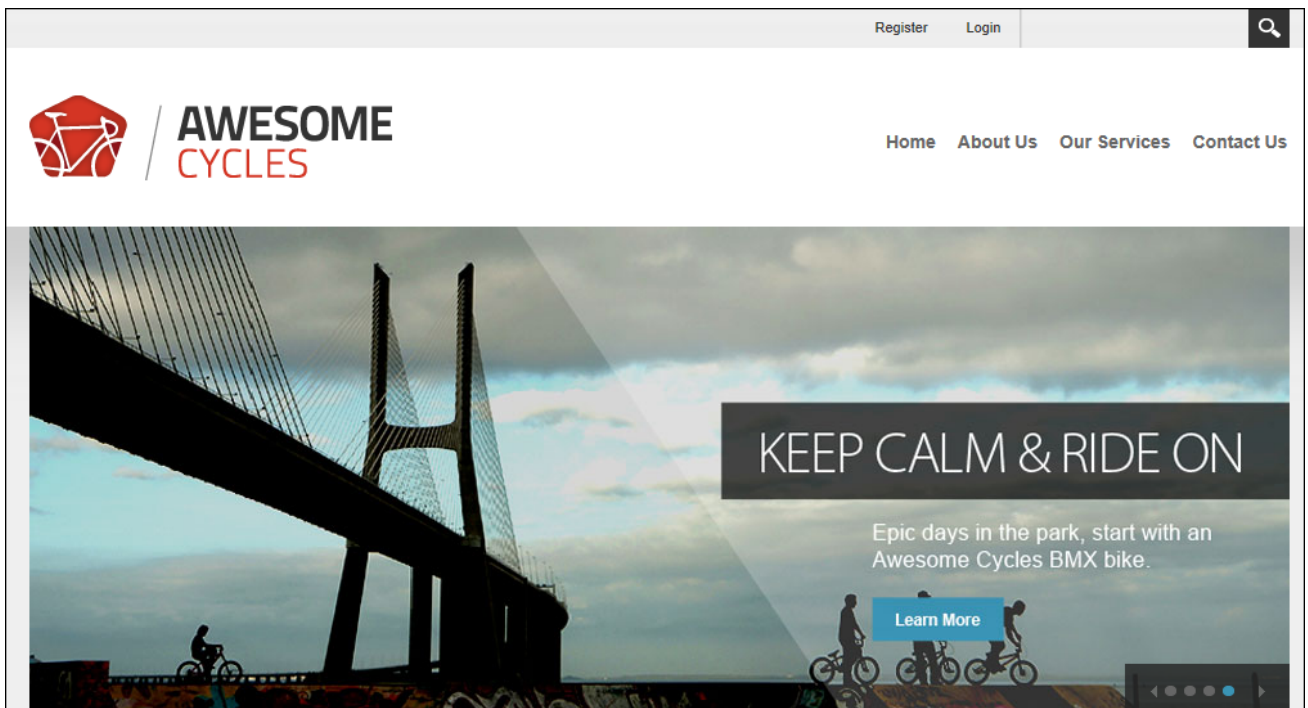 Register Login
AWESOME
CYCLES
Home About Us Our Services Contact Us
KEEP CALM & RIDE ON
Epic days in the park, start with an
Awesome Cycles BMX bike.
Learn More